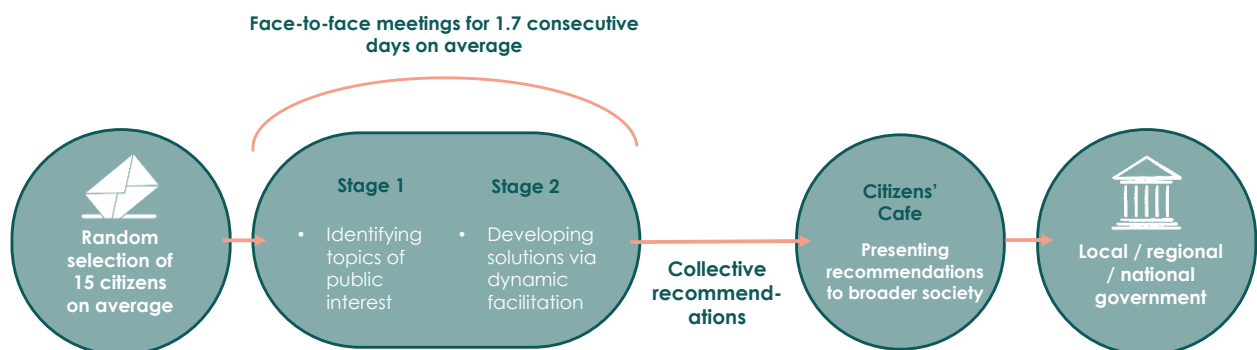 Face-to-face meetings for 1.7 consecutive
days on average
Random
selection of
15 citizens
on average
Stage 1
• Identifying
topics of
public
interest
Stage 2
• Developing
solutions via
dynamic
facilitation
Collective
recommend-
ations
Citizens'
Cafe
Presenting
recommendations
to broader society
Local / regional
/ national
government